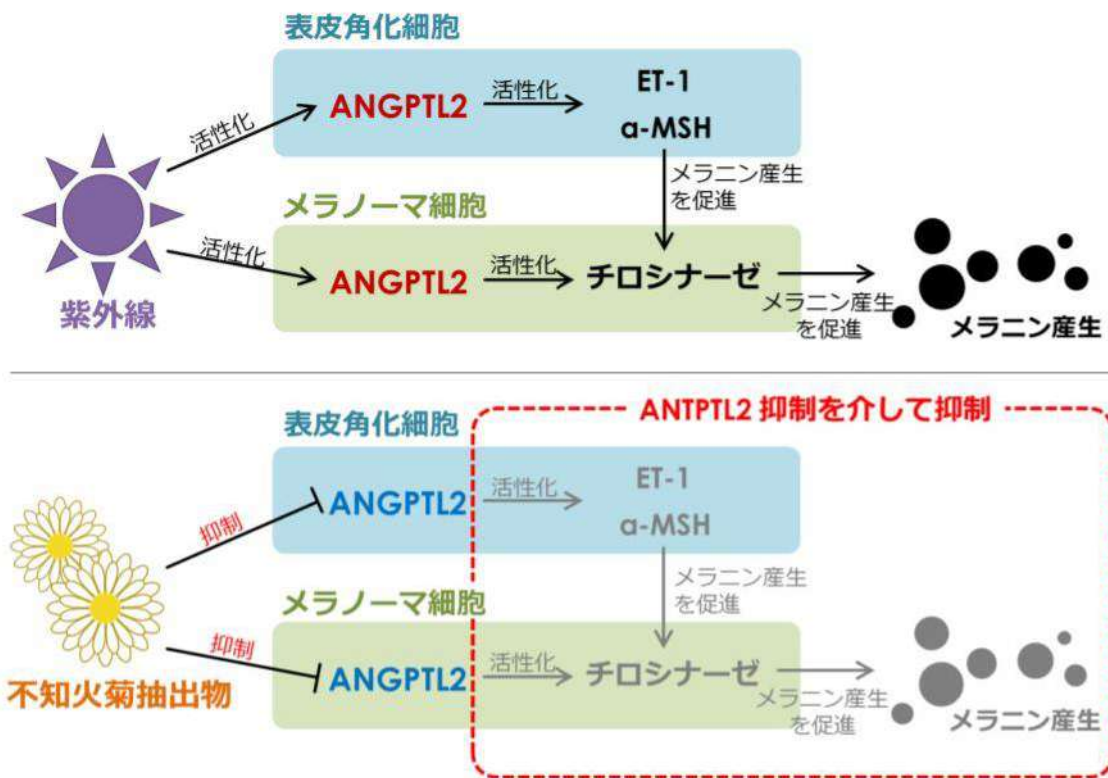 表皮角化細胞
活性化
ANGPTL2
活性化
ET-1
α-MSH
メラニン産生
を促進
メラノーマ細胞
活性化
ANGPTL2
活性化
チロシナーゼ
メラニン産生
を促進
メラニン産生
紫外線
ANTPTL2 抑制を介して抑制
表皮角化細胞
抑制
ANGPTL2
活性化
ET-1
α-MSH
メラニン産生
を促進
メラノーマ細胞
抑制
ANGPTL2
活性化
チロシナーゼ
メラニン産生
を促進
メラニン産生
不知火菊抽出物